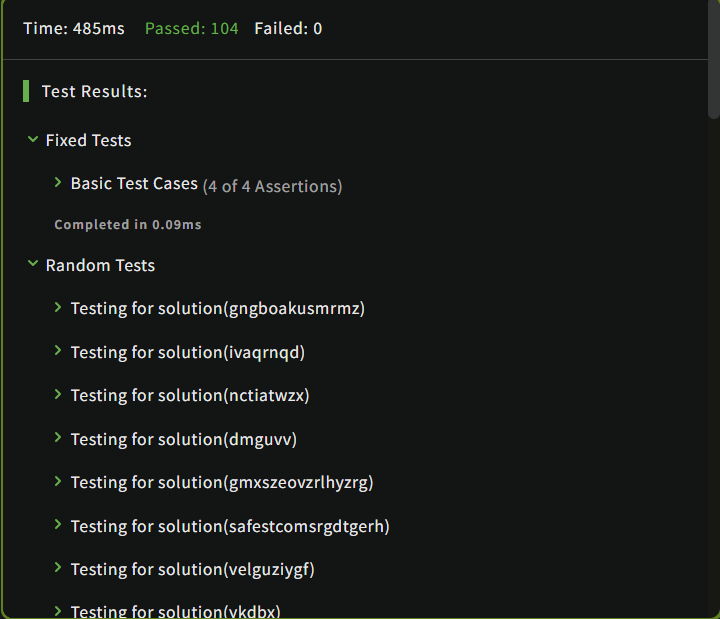 Time: 485ms Passed: 104 Failed: 0
Test Results:
Fixed Tests
Basic Test Cases (4 of 4 Assertions)
Completed in 0.09ms
Random Tests
Testing for solution(gngboakusmrmz)
Testing for solution(ivaqrnqd)
Testing for solution(nctiatwzx)
Testing for solution(dmguvv)
Testing for solution(gmxszeovzrlhyzrg)
Testing for solution(safestcomsrgdtgerh)
Testing for solution(velguziygf)
Testing for solution(vkdbx)